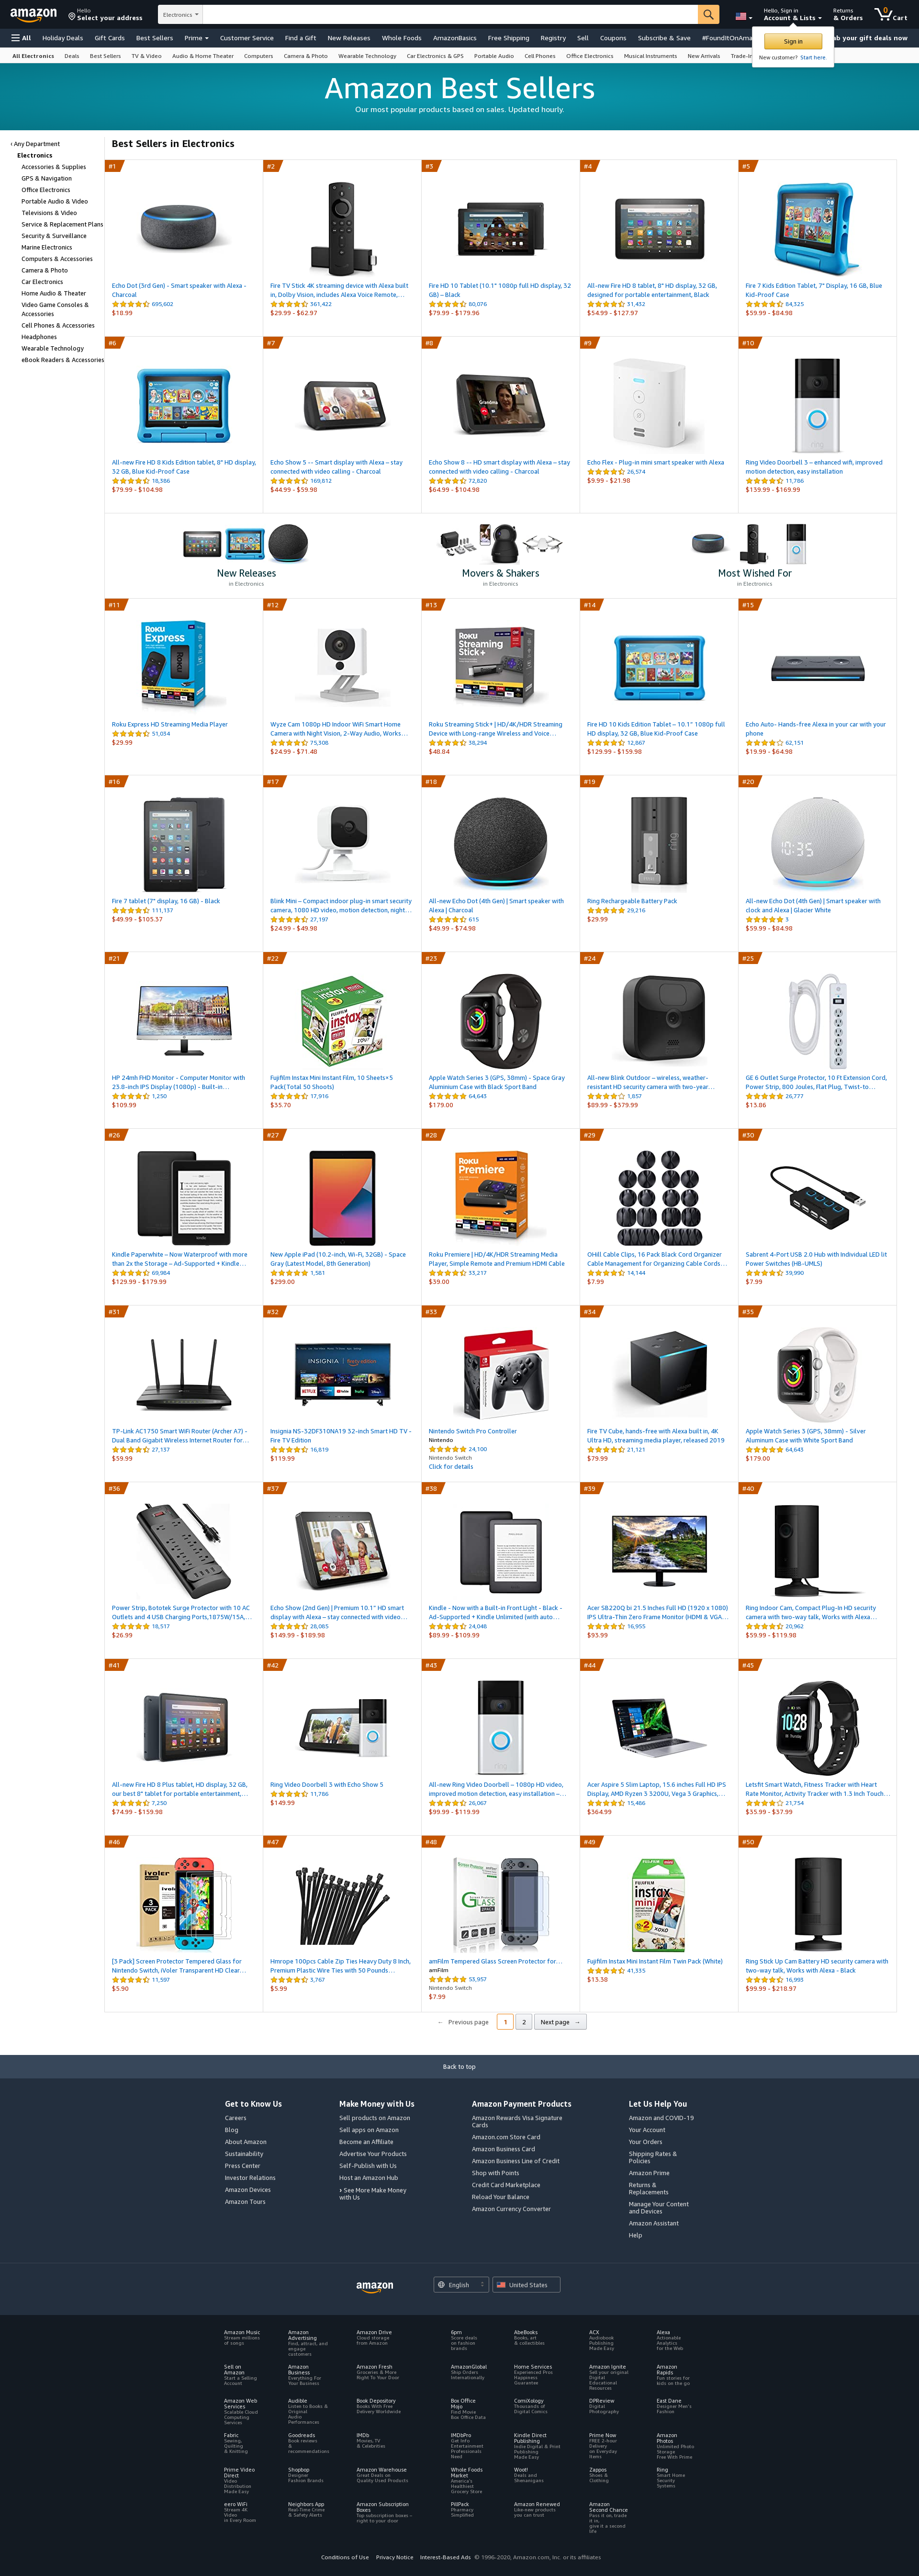 amazon
Hello
Select your address
Electronics
Hello, Sign in
Account & Lists
Returns
& Orders
0
Cart
All
Holiday Deals
Gift Cards
Best Sellers
Prime
Customer Service
Find a Gift
New Releases
Whole Foods
AmazonBasics
Free Shipping
Registry
Sell
Coupons
Subscribe & Save
#FoundItOnAma
ab your gift deals now
Sign in
New customer? Start here.
All Electronics
Deals
Best Sellers
TV & Video
Audio & Home Theater
Computers
Camera & Photo
Wearable Technology
Car Electronics & GPS
Portable Audio
Cell Phones
Office Electronics
Musical Instruments
New Arrivals
Trade-In
Amazon Best Sellers
Our most popular products based on sales. Updated hourly.
‹ Any Department
Electronics
Accessories & Supplies
GPS & Navigation
Office Electronics
Portable Audio & Video
Televisions & Video
Service & Replacement Plans
Security & Surveillance
Marine Electronics
Computers & Accessories
Camera & Photo
Car Electronics
Home Audio & Theater
Video Game Consoles &
Accessories
Cell Phones & Accessories
Headphones
Wearable Technology
eBook Readers & Accessories
Best Sellers in Electronics
#1
Echo Dot (3rd Gen) - Smart speaker with Alexa -
Charcoal
695,602
$18.99
#2
Fire TV Stick 4K streaming device with Alexa built
in, Dolby Vision, includes Alexa Voice Remote,…
361,422
$29.99 - $62.97
#3
Fire HD 10 Tablet (10.1" 1080p full HD display, 32
GB) – Black
80,076
$79.99 - $179.96
#4
All-new Fire HD 8 tablet, 8" HD display, 32 GB,
designed for portable entertainment, Black
31,432
$54.99 - $127.97
#5
Fire 7 Kids Edition Tablet, 7" Display, 16 GB, Blue
Kid-Proof Case
84,325
$59.99 - $84.98
#6
All-new Fire HD 8 Kids Edition tablet, 8" HD display,
32 GB, Blue Kid-Proof Case
18,386
$79.99 - $104.98
#7
Echo Show 5 -- Smart display with Alexa – stay
connected with video calling - Charcoal
169,812
$44.99 - $59.98
#8
Grandma
Echo Show 8 -- HD smart display with Alexa – stay
connected with video calling - Charcoal
72,820
$64.99 - $104.98
#9
Echo Flex - Plug-in mini smart speaker with Alexa
26,574
$9.99 - $21.98
#10
ring
Ring Video Doorbell 3 – enhanced wifi, improved
motion detection, easy installation
11,786
$139.99 - $169.99
New Releases
in Electronics
Movers & Shakers
in Electronics
Most Wished For
in Electronics
#11
Roku
Express
Roku Express HD Streaming Media Player
51,034
$29.99
#12
Wyze Cam 1080p HD Indoor WiFi Smart Home
Camera with Night Vision, 2-Way Audio, Works…
75,308
$24.99 - $71.48
#13
Roku
Streaming
Stick+
Roku Streaming Stick+ | HD/4K/HDR Streaming
Device with Long-range Wireless and Voice…
38,294
$48.84
#14
Fire HD 10 Kids Edition Tablet – 10.1" 1080p full
HD display, 32 GB, Blue Kid-Proof Case
12,667
$129.99 - $159.98
#15
Echo Auto- Hands-free Alexa in your car with your
phone
62,151
$19.99 - $64.98
#16
Fire 7 tablet (7" display, 16 GB) - Black
111,137
$49.99 - $105.37
#17
Blink Mini – Compact indoor plug-in smart security
camera, 1080 HD video, motion detection, night…
27,197
$24.99 - $49.98
#18
All-new Echo Dot (4th Gen) | Smart speaker with
Alexa | Charcoal
615
$49.99 - $74.98
#19
ring
Ring Rechargeable Battery Pack
29,216
$29.99
#20
10:35
All-new Echo Dot (4th Gen) | Smart speaker with
clock and Alexa | Glacier White
3
$59.99 - $84.98
#21
HP 24mh FHD Monitor - Computer Monitor with
23.8-inch IPS Display (1080p) - Built-in…
1,250
$109.99
#22
instax mini
Fujifilm Instax Mini Instant Film, 10 Sheets×5
Pack(Total 50 Shoots)
17,916
$35.70
#23
Apple Watch Series 3 (GPS, 38mm) - Space Gray
Aluminium Case with Black Sport Band
64,643
$179.00
#24
All-new Blink Outdoor – wireless, weather-
resistant HD security camera with two-year…
1,857
$89.99 - $379.99
#25
GE 6 Outlet Surge Protector, 10 Ft Extension Cord,
Power Strip, 800 Joules, Flat Plug, Twist-to…
26,777
$13.86
#26
Kindle Paperwhite – Now Waterproof with more
than 2x the Storage – Ad-Supported + Kindle…
69,984
$129.99 - $179.99
#27
New Apple iPad (10.2-inch, Wi-Fi, 32GB) - Space
Gray (Latest Model, 8th Generation)
1,581
$299.00
#28
Roku
Premiere
Roku Premiere | HD/4K/HDR Streaming Media
Player, Simple Remote and Premium HDMI Cable
33,217
$39.00
#29
OHill Cable Clips, 16 Pack Black Cord Organizer
Cable Management for Organizing Cable Cords…
14,144
$7.99
#30
Sabrent 4-Port USB 2.0 Hub with Individual LED lit
Power Switches (HB-UMLS)
39,990
$7.99
#31
TP-Link AC1750 Smart WiFi Router (Archer A7) -
Dual Band Gigabit Wireless Internet Router for…
27,137
$59.99
#32
INSIGNIA
Insignia NS-32DF310NA19 32-inch Smart HD TV -
Fire TV Edition
16,819
$119.99
#33
Nintendo Switch Pro Controller
Nintendo
24,100
Nintendo Switch
Click for details
#34
Fire TV Cube, hands-free with Alexa built in, 4K
Ultra HD, streaming media player, released 2019
21,121
$79.99
#35
Apple Watch Series 3 (GPS, 38mm) - Silver
Aluminum Case with White Sport Band
64,643
$179.00
#36
Power Strip, Bototek Surge Protector with 10 AC
Outlets and 4 USB Charging Ports,1875W/15A,…
18,517
$26.99
#37
Echo Show (2nd Gen) | Premium 10.1" HD smart
display with Alexa – stay connected with video…
28,085
$149.99 - $189.98
#38
Kindle - Now with a Built-in Front Light - Black -
Ad-Supported + Kindle Unlimited (with auto…
24,048
$89.99 - $109.99
#39
Acer SB220Q bi 21.5 Inches Full HD (1920 x 1080)
IPS Ultra-Thin Zero Frame Monitor (HDMI & VGA…
16,955
$93.99
#40
Ring Indoor Cam, Compact Plug-In HD security
camera with two-way talk, Works with Alexa…
20,962
$59.99 - $119.98
#41
All-new Fire HD 8 Plus tablet, HD display, 32 GB,
our best 8" tablet for portable entertainment,…
7,250
$74.99 - $159.98
#42
Ring Video Doorbell 3 with Echo Show 5
11,786
$149.99
#43
ring
All-new Ring Video Doorbell – 1080p HD video,
improved motion detection, easy installation –…
26,067
$99.99 - $119.99
#44
Acer Aspire 5 Slim Laptop, 15.6 inches Full HD IPS
Display, AMD Ryzen 3 3200U, Vega 3 Graphics,…
15,486
$364.99
#45
10:28
Letsfit Smart Watch, Fitness Tracker with Heart
Rate Monitor, Activity Tracker with 1.3 Inch Touch…
21,754
$35.99 - $37.99
#46
ivoler
[3 Pack] Screen Protector Tempered Glass for
Nintendo Switch, iVoler Transparent HD Clear…
11,597
$5.90
#47
Hmrope 100pcs Cable Zip Ties Heavy Duty 8 Inch,
Premium Plastic Wire Ties with 50 Pounds…
3,767
$5.99
#48
GLASS
amFilm Tempered Glass Screen Protector for…
amFilm
53,957
Nintendo Switch
$7.99
#49
instax
mini
Fujifilm Instax Mini Instant Film Twin Pack (White)
41,335
$13.38
#50
Ring Stick Up Cam Battery HD security camera with
two-way talk, Works with Alexa - Black
16,993
$99.99 - $218.97
← Previous page
1
2
Next page →
Back to top
Get to Know Us
Careers
Blog
About Amazon
Sustainability
Press Center
Investor Relations
Amazon Devices
Amazon Tours
Make Money with Us
Sell products on Amazon
Sell apps on Amazon
Become an Affiliate
Advertise Your Products
Self-Publish with Us
Host an Amazon Hub
› See More Make Money
with Us
Amazon Payment Products
Amazon Rewards Visa Signature
Cards
Amazon.com Store Card
Amazon Business Card
Amazon Business Line of Credit
Shop with Points
Credit Card Marketplace
Reload Your Balance
Amazon Currency Converter
Let Us Help You
Amazon and COVID-19
Your Account
Your Orders
Shipping Rates &
Policies
Amazon Prime
Returns &
Replacements
Manage Your Content
and Devices
Amazon Assistant
Help
amazon
English
United States
Amazon Music
Stream millions
of songs
Amazon
Advertising
Find, attract, and
engage
customers
Amazon Drive
Cloud storage
from Amazon
6pm
Score deals
on fashion
brands
AbeBooks
Books, art
& collectibles
ACX
Audiobook
Publishing
Made Easy
Alexa
Actionable
Analytics
for the Web
Sell on
Amazon
Start a Selling
Account
Amazon
Business
Everything For
Your Business
Amazon Fresh
Groceries & More
Right To Your Door
AmazonGlobal
Ship Orders
Internationally
Home Services
Experienced Pros
Happiness
Guarantee
Amazon Ignite
Sell your original
Digital
Educational
Resources
Amazon
Rapids
Fun stories for
kids on the go
Amazon Web
Services
Scalable Cloud
Computing
Services
Audible
Listen to Books &
Original
Audio
Performances
Book Depository
Books With Free
Delivery Worldwide
Box Office
Mojo
Find Movie
Box Office Data
ComiXology
Thousands of
Digital Comics
DPReview
Digital
Photography
East Dane
Designer Men's
Fashion
Fabric
Sewing,
Quilting
& Knitting
Goodreads
Book reviews
&
recommendations
IMDb
Movies, TV
& Celebrities
IMDbPro
Get Info
Entertainment
Professionals
Need
Kindle Direct
Publishing
Indie Digital & Print
Publishing
Made Easy
Prime Now
FREE 2-hour
Delivery
on Everyday
Items
Amazon
Photos
Unlimited Photo
Storage
Free With Prime
Prime Video
Direct
Video
Distribution
Made Easy
Shopbop
Designer
Fashion Brands
Amazon Warehouse
Great Deals on
Quality Used Products
Whole Foods
Market
America's
Healthiest
Grocery Store
Woot!
Deals and
Shenanigans
Zappos
Shoes &
Clothing
Ring
Smart Home
Security
Systems
eero WiFi
Stream 4K
Video
in Every Room
Neighbors App
Real-Time Crime
& Safety Alerts
Amazon Subscription
Boxes
Top subscription boxes –
right to your door
PillPack
Pharmacy
Simplified
Amazon Renewed
Like-new products
you can trust
Amazon
Second Chance
Pass it on, trade
it in,
give it a second
life
Conditions of Use
Privacy Notice
Interest-Based Ads
© 1996-2020, Amazon.com, Inc. or its affiliates